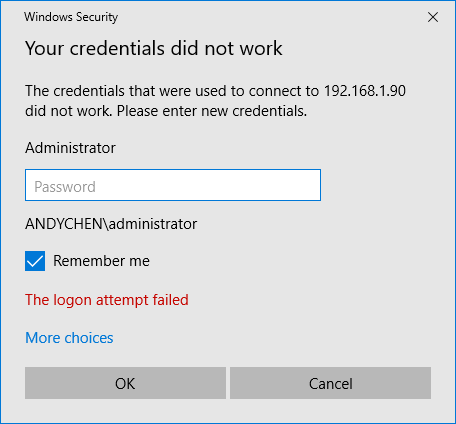 Windows Security
Your credentials did not work
The credentials that were used to connect to 192.168.1.90
did not work. Please enter new credentials.
Administrator
Password
ANDYCHEN\administrator
Remember me
The logon attempt failed
More choices
OK
Cancel